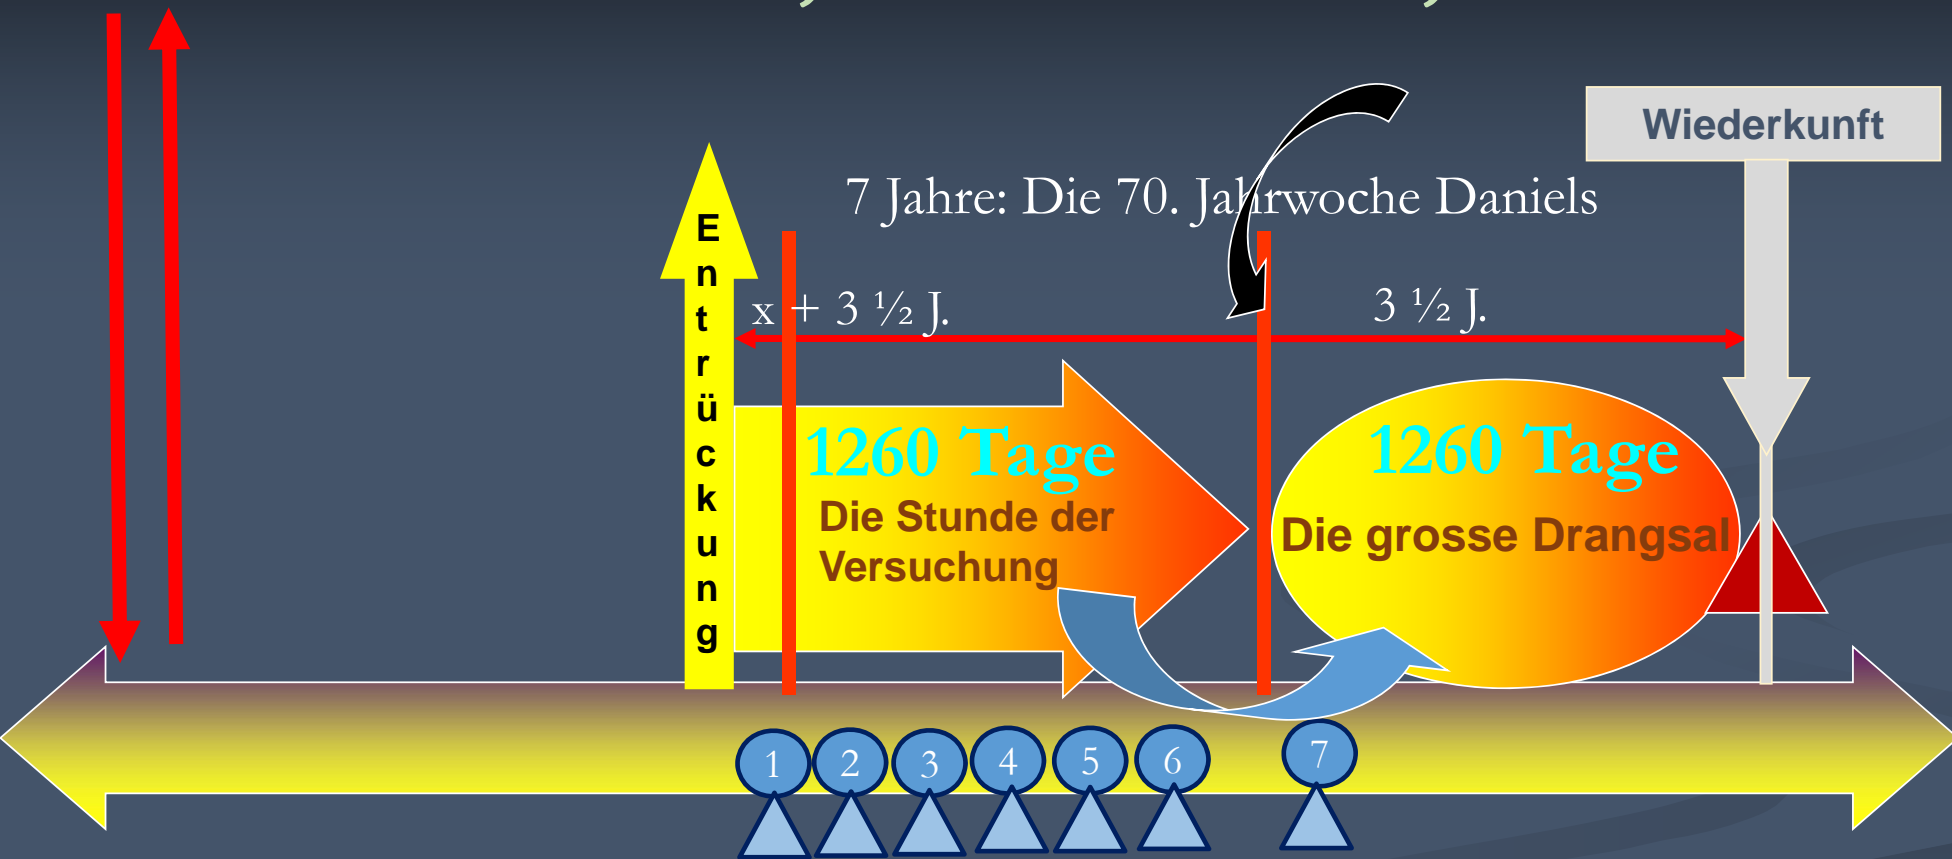 Wiederkunft
7 Jahre: Die 70. Jahrwoche Daniels
Entrückung
x + 3 ½ J.
3 ½ J.
1260 Tage
Die Stunde der
Versuchung
1260 Tage
Die grosse Drangsal
1 2 3 4 5 6 7